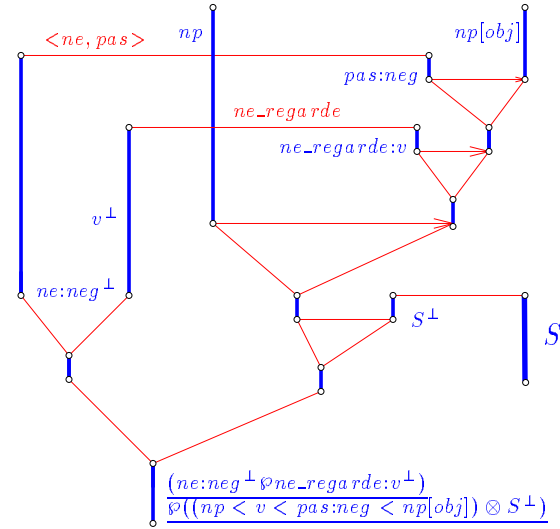 np
np[obj]
<ne, pas>
pas:neg
ne_regarde
ne_regarde:v
v⊥
ne:neg⊥
S⊥
S
(ne:neg⊥℘ne_regarde:v⊥)
℘((np < v < pas:neg < np[obj]) ⊗ S⊥)